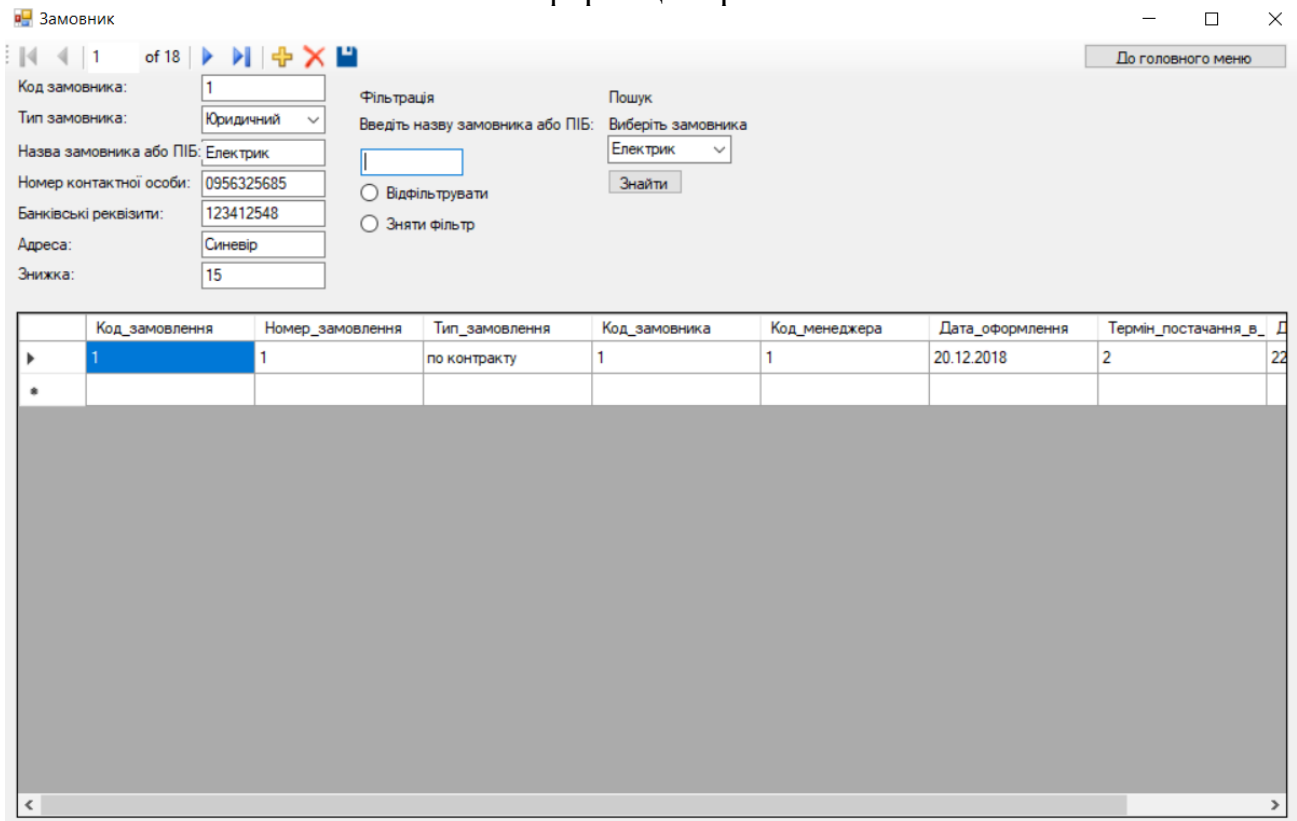 Замовник
1 of 18
До головного меню
Код замовника: 1
Тип замовника: Юридичний
Назва замовника або ПІБ: Електрик
Номер контактної особи: 0956325685
Банківські реквізити: 123412548
Адреса: Синевір
Знижка: 15
Фільтрація
Введіть назву замовника або ПІБ:
Відфільтрувати
Зняти фільтр
Пошук
Виберіть замовника
Електрик
Знайти
Код_замовлення Номер_замовлення Тип_замовлення Код_замовника Код_менеджера Дата_оформлення Термін_постачання_в_
1 1 по контракту 1 1 20.12.2018 2 22